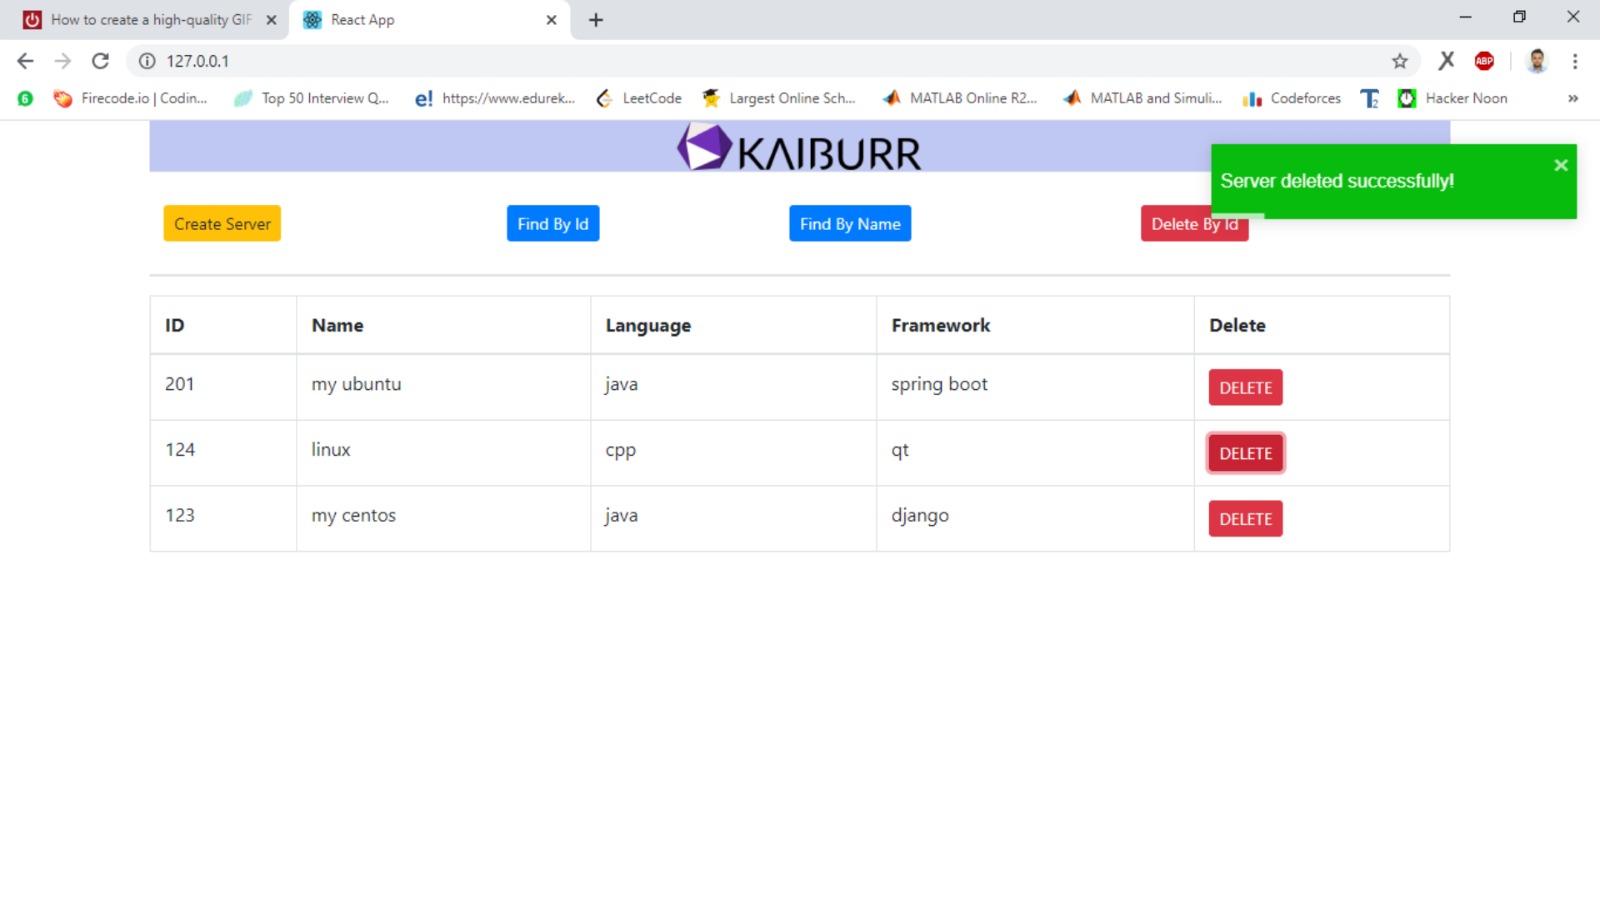 How to create a high-quality GIF
React App
127.0.0.1
ABP
6
Firecode.io | Codin...
Top 50 Interview Q...
e!
https://www.edurek...
LeetCode
Largest Online Sch...
MATLAB Online R2...
MATLAB and Simuli...
Codeforces
T2
Hacker Noon
»
KAIBURR
Server deleted successfully!
Create Server
Find By Id
Find By Name
Delete By Id
ID Name Language Framework Delete
201 my ubuntu java spring boot DELETE
124 linux cpp qt DELETE
123 my centos java django DELETE